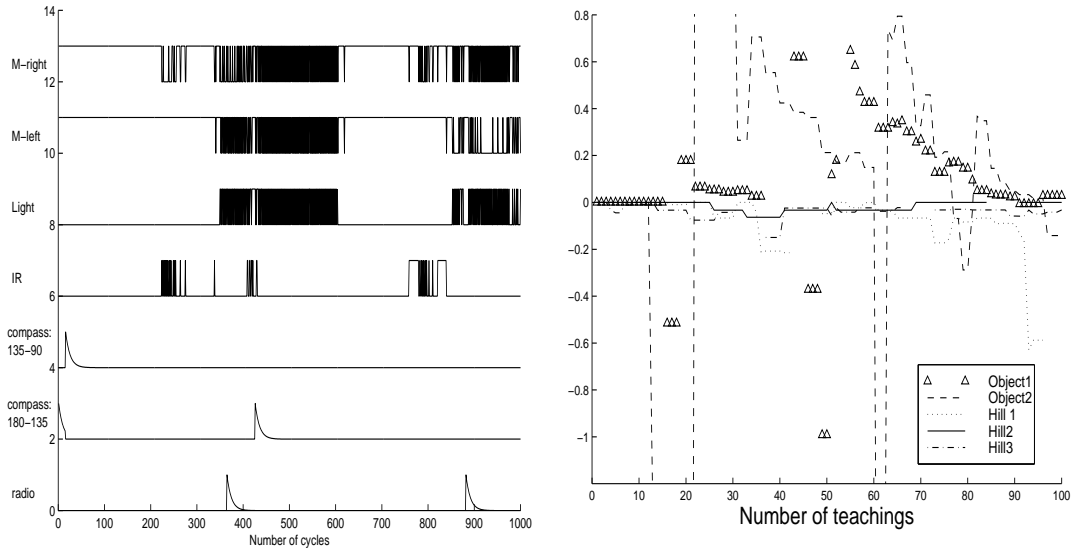 14
M-right
12
M-left
10
Light
8
IR
6
compass:
135-90
4
compass:
180-135
2
radio
0
0 100 200 300 400 500 600 700 800 900 1000
Number of cycles
0.8
0.6
0.4
0.2
0
-0.2
-0.4
-0.6
-0.8
-1
0 10 20 30 40 50 60 70 80 90 100
Number of teachings
Object1
Object2
Hill 1
Hill2
Hill3